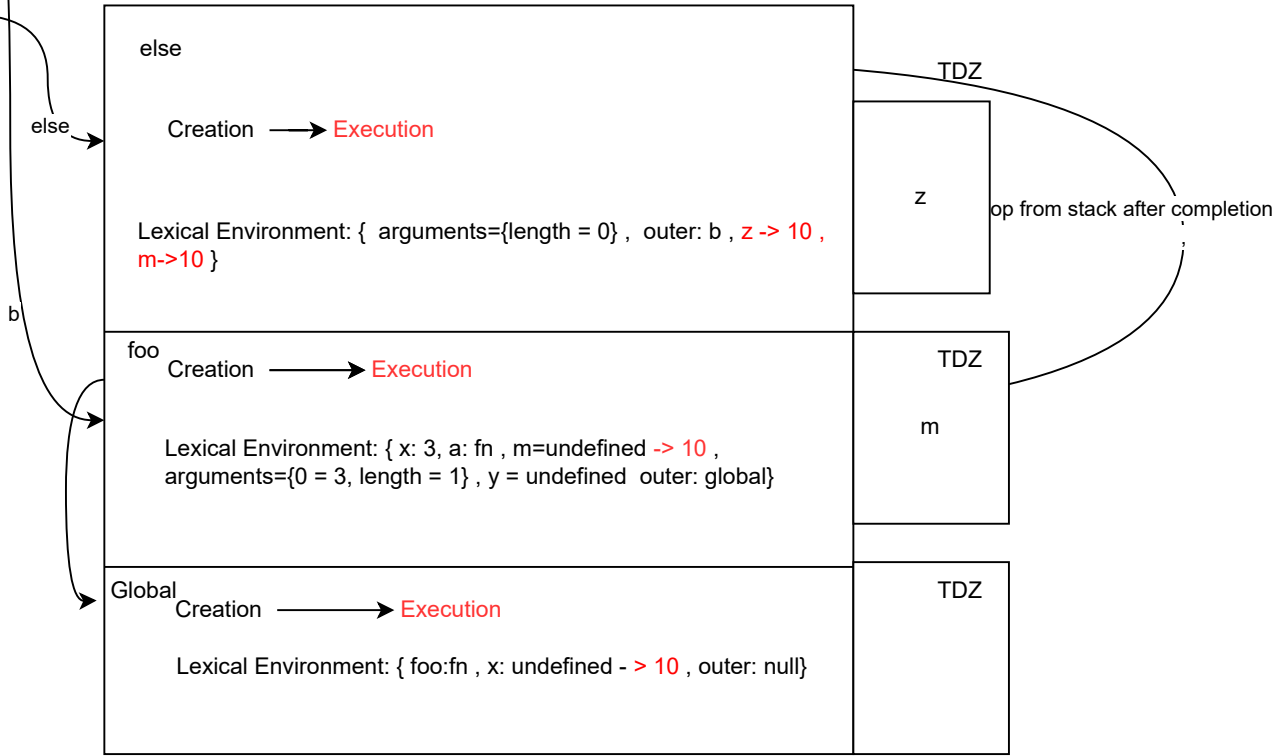 else
TDZ
else
Creation
Execution
z
op from stack after completion
,
Lexical Environment: { arguments={length = 0} , outer: b , z -> 10 ,
m->10 }
b
foo
Creation
Execution
TDZ
m
Lexical Environment: { x: 3, a: fn , m=undefined -> 10 ,
arguments={0 = 3, length = 1} , y = undefined outer: global}
Global
Creation
Execution
TDZ
Lexical Environment: { foo:fn , x: undefined - > 10 , outer: null}